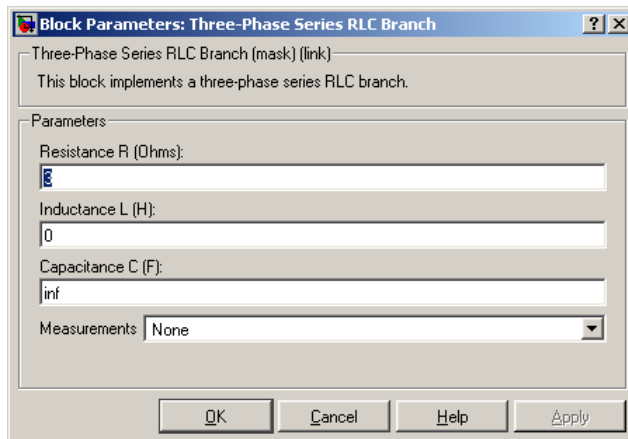 Block Parameters: Three-Phase Series RLC Branch
Three-Phase Series RLC Branch (mask) (link)
This block implements a three-phase series RLC branch.
Parameters
Resistance R (Ohms):
3
Inductance L (H):
0
Capacitance C (F):
inf
Measurements None
OK Cancel Help Apply